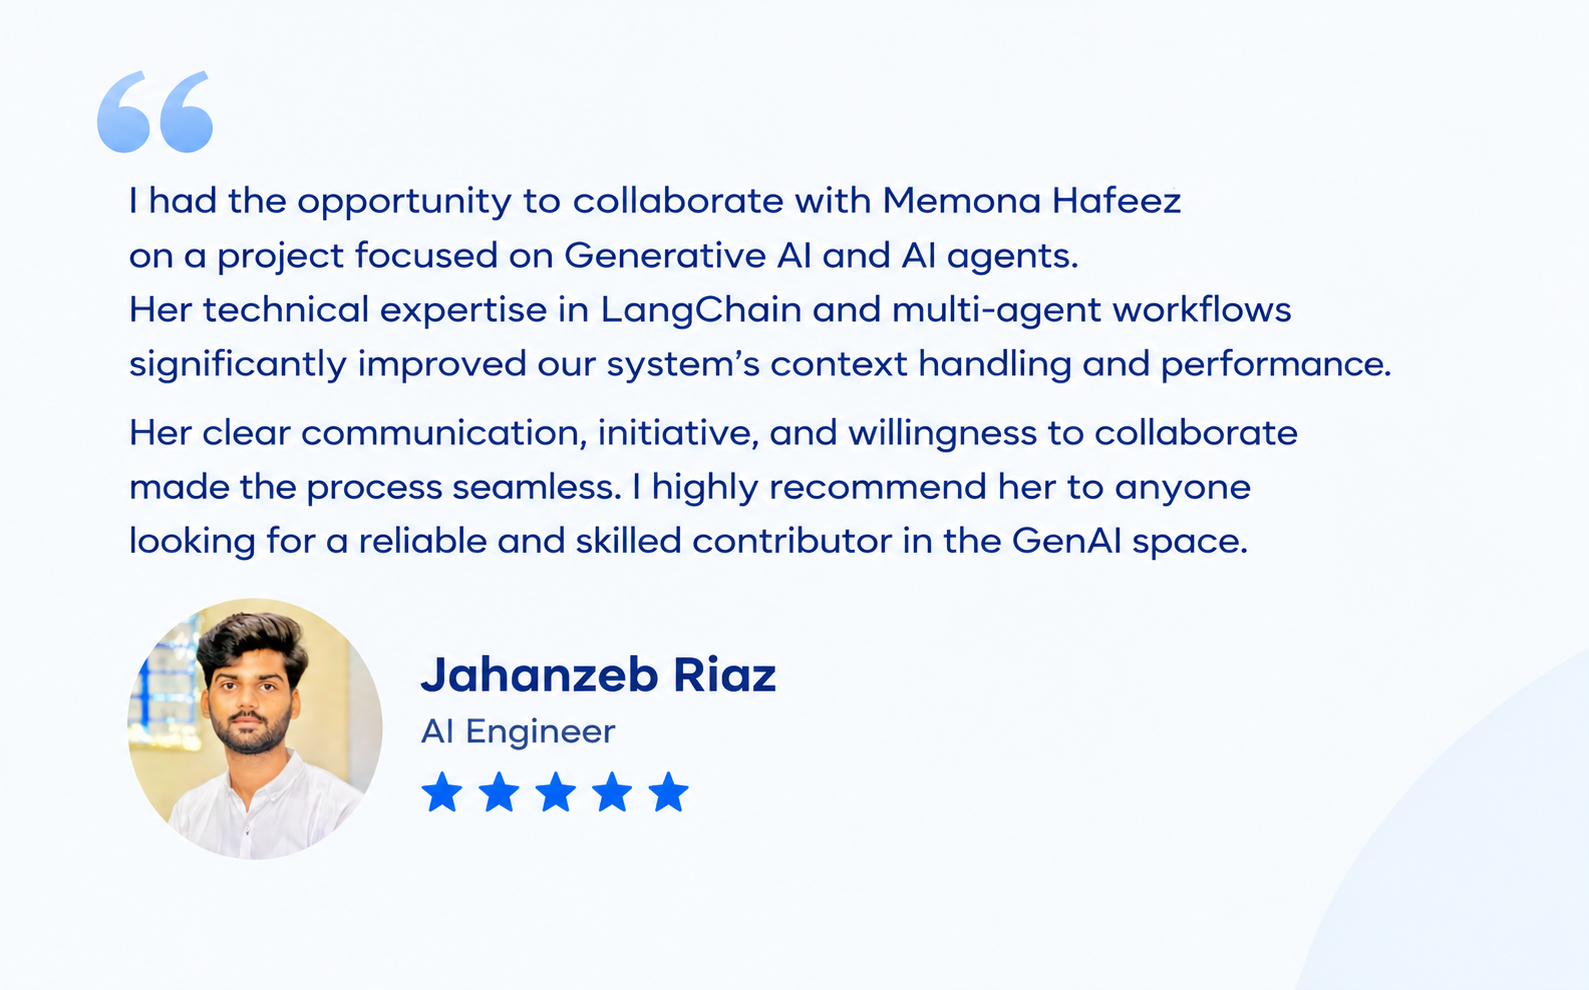 “
I had the opportunity to collaborate with Memona Hafeez
on a project focused on Generative AI and AI agents.
Her technical expertise in LangChain and multi-agent workflows
significantly improved our system’s context handling and performance.
Her clear communication, initiative, and willingness to collaborate
made the process seamless. I highly recommend her to anyone
looking for a reliable and skilled contributor in the GenAI space.
Jahanzeb Riaz
AI Engineer